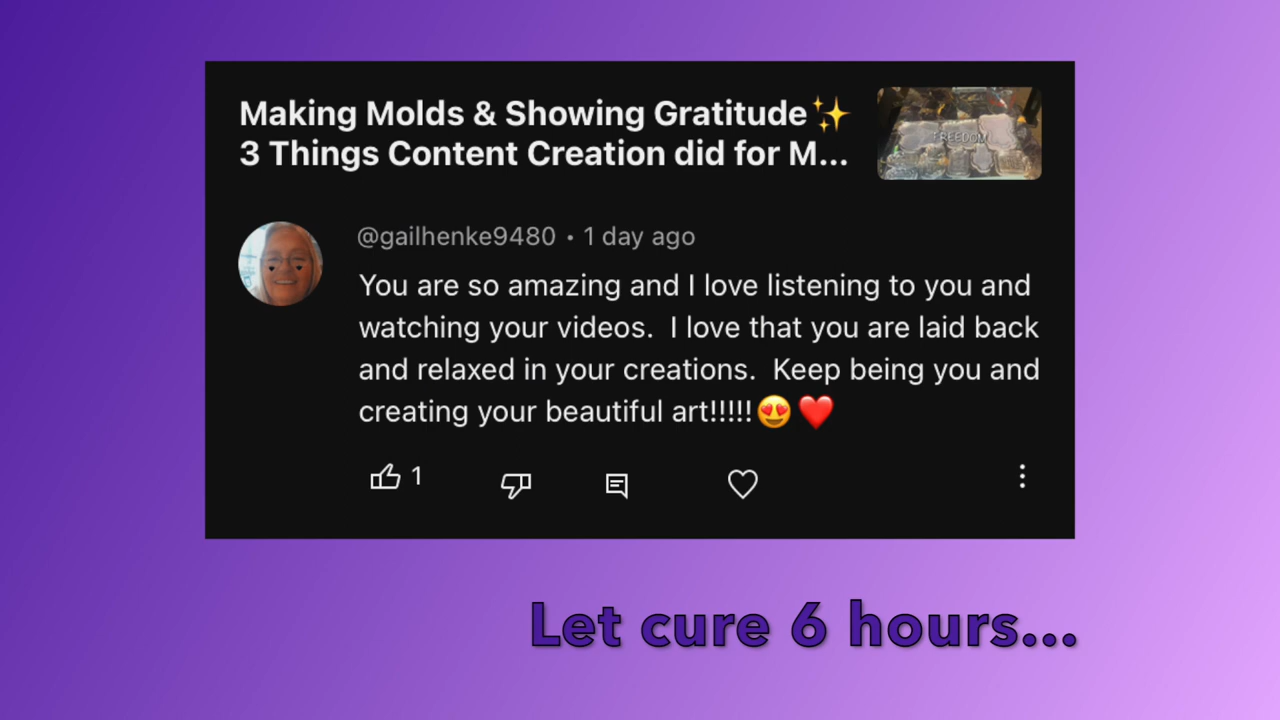 Making Molds & Showing Gratitude✨
3 Things Content Creation did for M...
FREEDOM
@gailhenke9480 • 1 day ago
You are so amazing and I love listening to you and
watching your videos.  I love that you are laid back
and relaxed in your creations.  Keep being you and
creating your beautiful art!!!!!😍❤️
1
Let cure 6 hours...